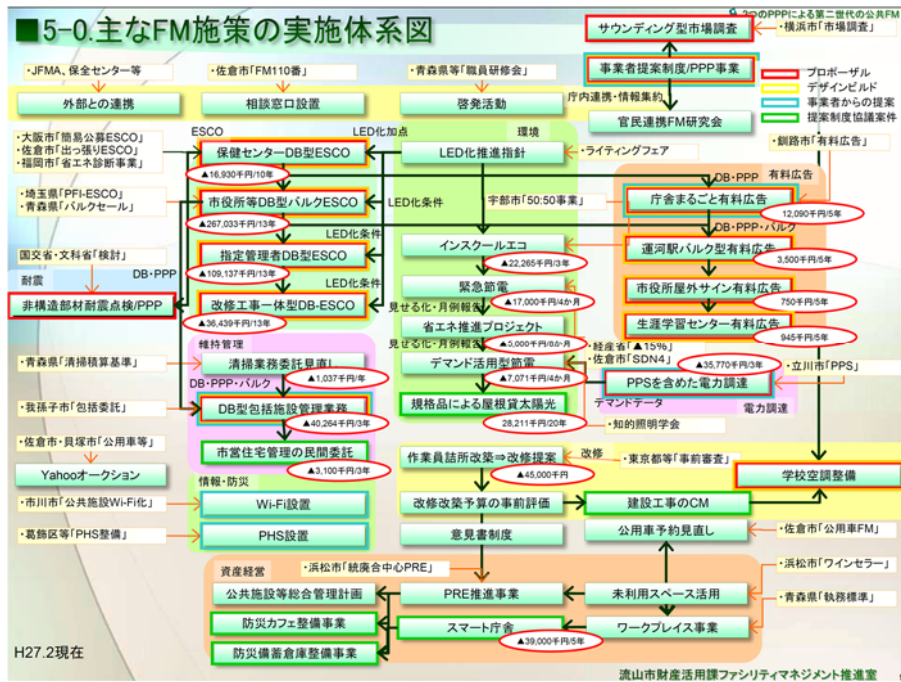 2つのPPPによる第二世代の公共FM
■5-0.主なFM施策の実施体系図
サウンディング型市場調査
・横浜市「市場調査」
事業者提案制度/PPP事業
プロポーザル
デザインビルド
事業者からの提案
提案制度協議案件
・JFMA、保全センター等
・佐倉市「FM110番」
・青森県等「職員研修会」
外部との連携
相談窓口設置
啓発活動
庁内連携・情報集約
官民連携FM研究会
・釧路市「有料広告」
・大阪市「簡易公募ESCO」
・佐倉市「出っ張りESCO」
・福岡市「省エネ診断事業」
ESCO
LED化加点
環境
保健センターDB型ESCO
▲16,930千円/10年
LED化推進指針
・ライティングフェア
DB・PPP
有料広告
・埼玉県「PFI-ESCO」
・青森県「バルクセール」
市役所等DB型バルクESCO
▲267,033千円/13年
LED化条件
宇部市「50:50事業」
庁舎まるごと有料広告
12,090千円/5年
DB・PPP・バルク
LED化条件
国交省・文科省「検討」
耐震
DB・PPP
指定管理者DB型ESCO
▲109,137千円/13年
インスクールエコ
▲22,265千円/3年
運河駅バルク型有料広告
3,500千円/5年
LED化条件
緊急節電
▲17,000千円/4か月
市役所屋外サイン有料広告
750千円/5年
非構造部材耐震点検/PPP
改修工事一体型DB-ESCO
▲36,439千円/13年
見せる化・月例報告
省エネ推進プロジェクト
▲5,000千円/8か月
生涯学習センター有料広告
945千円/5年
維持管理
見せる化・月例報告
・青森県「清掃積算基準」
清掃業務委託見直し
▲1,037千円/年
デマンド活用型節電
▲7,071千円/4か月
・経産省「▲15%」
・佐倉市「SDN4」
▲35,770千円/3年
・立川市「PPS」
DB・PPP・バルク
PPSを含めた電力調達
デマンドデータ
電力調達
・我孫子市「包括委託」
DB型包括施設管理業務
▲40,264千円/3年
規格品による屋根貸太陽光
28,211千円/20年
・知的照明学会
・佐倉市・貝塚市「公用車等」
市営住宅管理の民間委託
▲3,100千円/3年
作業員詰所改築⇒改修提案
▲45,000千円
改修
・東京都等「事前審査」
学校空調整備
Yahooオークション
情報・防災
・市川市「公共施設Wi-Fi化」
Wi-Fi設置
改修改築予算の事前評価
建設工事のCM
・葛飾区等「PHS整備」
PHS設置
意見書制度
公用車予約見直し
・佐倉市「公用車FM」
資産経営
・浜松市「統廃合中心PRE」
・浜松市「ワインセラー」
公共施設等総合管理計画
PRE推進事業
未利用スペース活用
・青森県「執務標準」
防災カフェ整備事業
スマート庁舎
▲39,000千円/5年
ワークプレイス事業
防災備蓄倉庫整備事業
H27.2現在
流山市財産活用課ファシリティマネジメント推進室